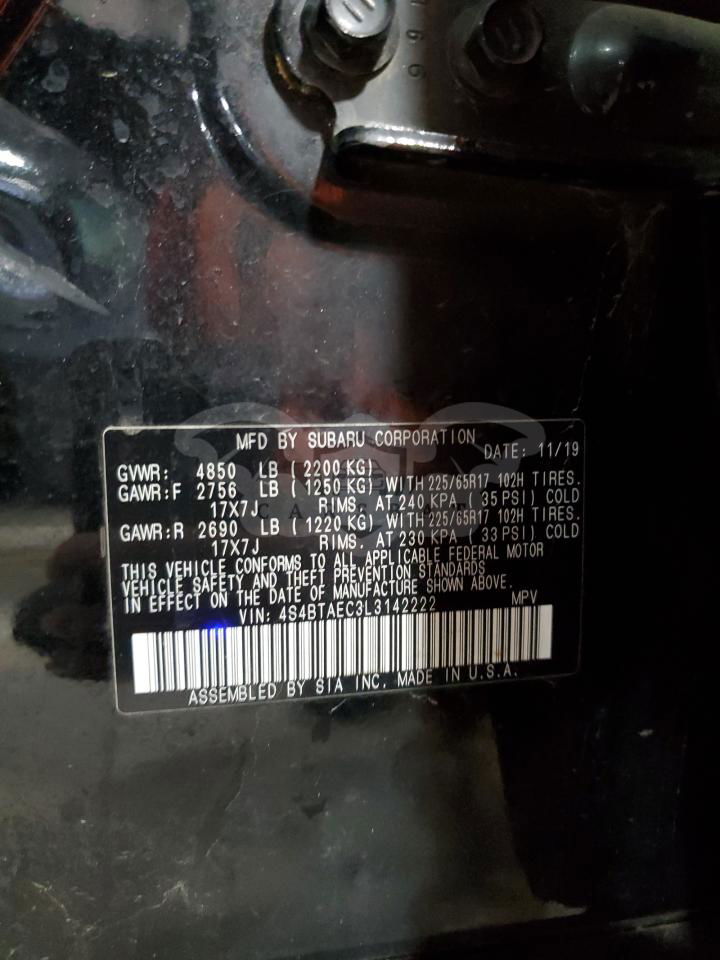 MFD BY SUBARU CORPORATION DATE: 11/19
GVWR: 4850 LB ( 2200 KG)
GAWR:F 2756 LB ( 1250 KG) WITH 225/65R17 102H TIRES.
17X7J RIMS. AT 240 KPA ( 35 PSI) COLD
GAWR:R 2690 LB ( 1220 KG) WITH 225/65R17 102H TIRES.
17X7J RIMS. AT 230 KPA ( 33 PSI) COLD
THIS VEHICLE CONFORMS TO ALL APPLICABLE FEDERAL MOTOR
VEHICLE SAFETY AND THEFT PREVENTION STANDARDS
IN EFFECT ON THE DATE OF MANUFACTURE SHOWN ABOVE.
VIN: 4S4BTAEC3L3142222 MPV
ASSEMBLED BY SIA INC. MADE IN U.S.A.